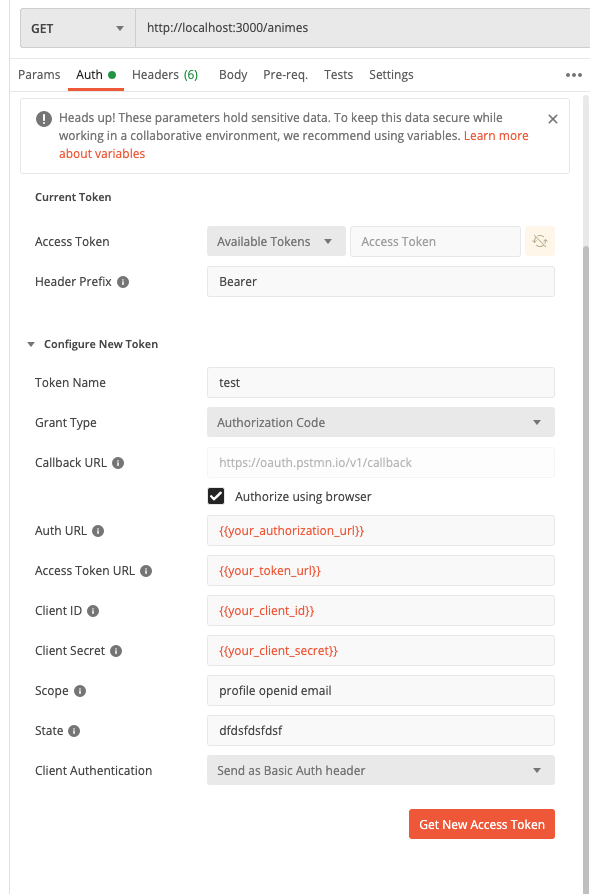 GET http://localhost:3000/animes
Params Auth Headers (6) Body Pre-req. Tests Settings
Heads up! These parameters hold sensitive data. To keep this data secure while
working in a collaborative environment, we recommend using variables. Learn more
about variables
Current Token
Access Token Available Tokens Access Token
Header Prefix Bearer
Configure New Token
Token Name test
Grant Type Authorization Code
Callback URL https://oauth.pstmn.io/v1/callback
Authorize using browser
Auth URL {{your_authorization_url}}
Access Token URL {{your_token_url}}
Client ID {{your_client_id}}
Client Secret {{your_client_secret}}
Scope profile openid email
State dfdsfdsfdsf
Client Authentication Send as Basic Auth header
Get New Access Token